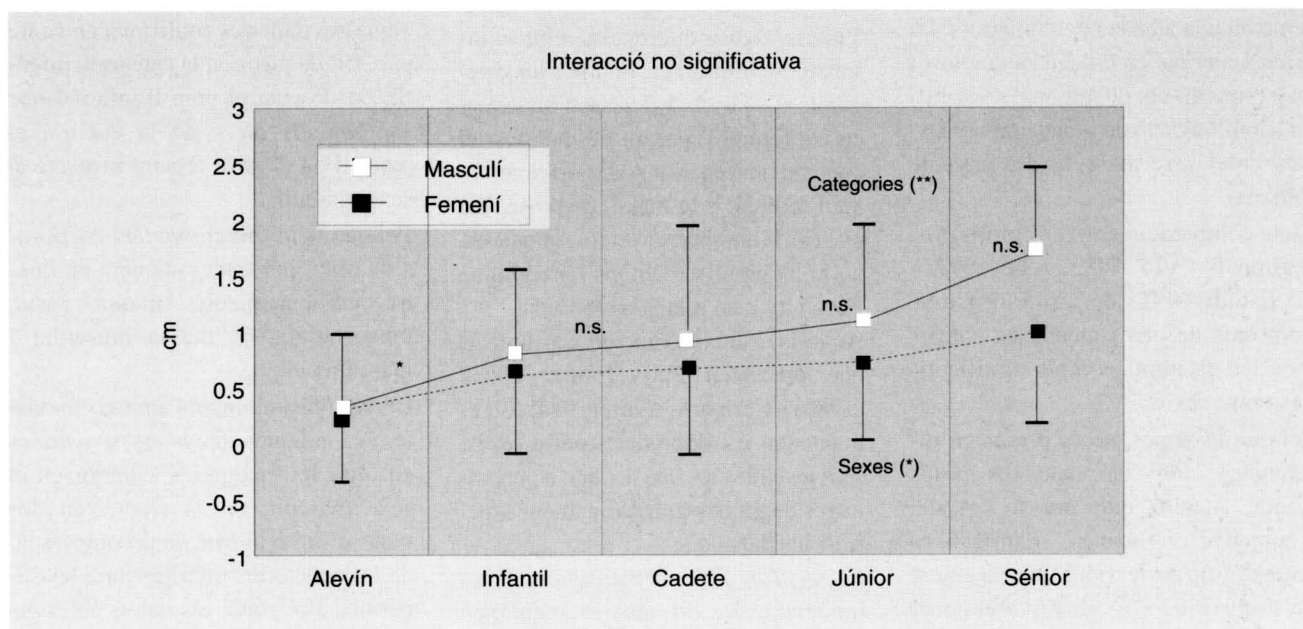 Interacció no significativa
3
2.5
2
1.5
1
0.5
0
-0.5
-1
cm
Masculí
Femení
Categories (**)
*
n.s.
n.s.
n.s.
Sexes (*)
Alevín
Infantil
Cadete
Júnior
Sénior